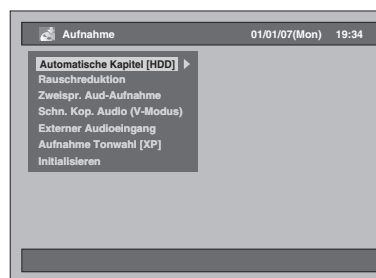 Aufnahme 01/01/07(Mon) 19:34
Automatische Kapitel [HDD]
Rauschreduktion
Zweispr. Aud-Aufnahme
Schn. Kop. Audio (V-Modus)
Externer Audioeingang
Aufnahme Tonwahl [XP]
Initialisieren